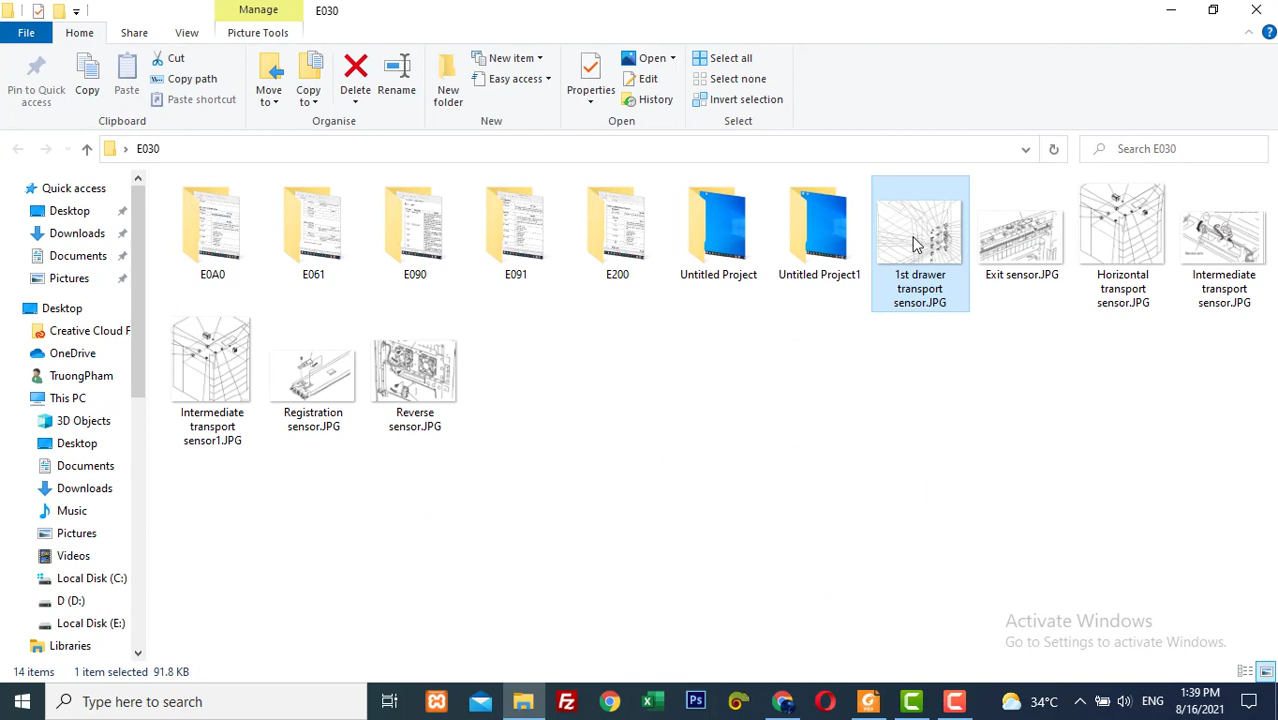 Manage
E030
File
Home
Share
View
Picture Tools
Pin to Quick
access
Copy
Paste
Cut
Copy path
Paste shortcut
Clipboard
Move
to
Copy
to
Delete
Rename
Organise
New
folder
New item
Easy access
New
Properties
Open
Edit
History
Open
Select all
Select none
Invert selection
Select
E030
Search E030
Quick access
Desktop
Downloads
Documents
Pictures
Desktop
Creative Cloud F
OneDrive
TruongPham
This PC
3D Objects
Desktop
Documents
Downloads
Music
Pictures
Videos
Local Disk (C:)
D (D:)
Local Disk (E:)
Libraries
E0A0
E061
E090
E091
E200
Untitled Project
Untitled Project1
1st drawer
transport
sensor.JPG
Exit sensor.JPG
Horizontal
transport
sensor.JPG
Intermediate
transport
sensor.JPG
Intermediate
transport
sensor1.JPG
Registration
sensor.JPG
Reverse
sensor.JPG
Activate Windows
Go to Settings to activate Windows.
14 items
1 item selected 91.8 KB
Type here to search
34°C
ENG
1:39 PM
8/16/2021